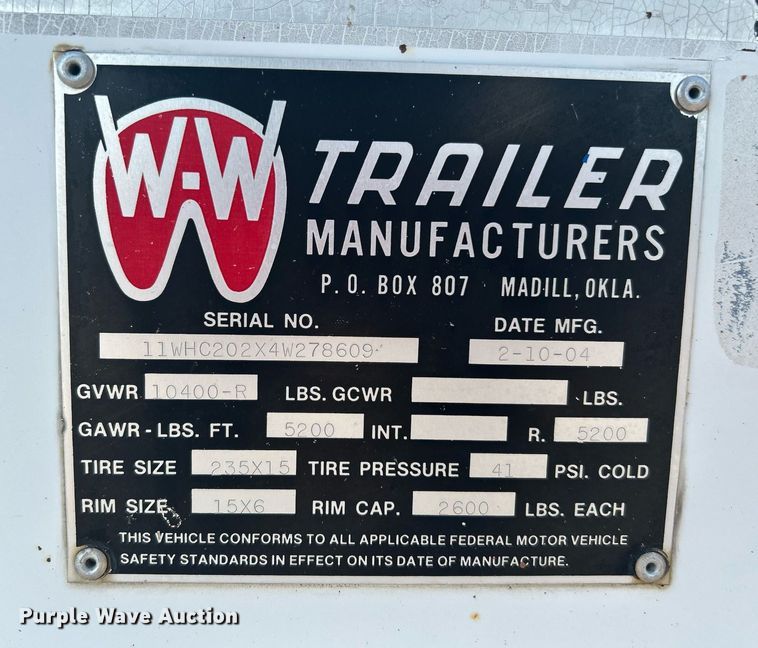 W-W TRAILER
MANUFACTURERS
P. O. BOX 807 MADILL, OKLA.
SERIAL NO. DATE MFG.
11WHC202X4W278609 2-10-04
GVWR 10400-R LBS. GCWR LBS.
GAWR - LBS. FT. 5200 INT. R. 5200
TIRE SIZE 235X15 TIRE PRESSURE 41 PSI. COLD
RIM SIZE 15X6 RIM CAP. 2600 LBS. EACH
THIS VEHICLE CONFORMS TO ALL APPLICABLE FEDERAL MOTOR VEHICLE
SAFETY STANDARDS IN EFFECT ON ITS DATE OF MANUFACTURE.
Purple Wave Auction